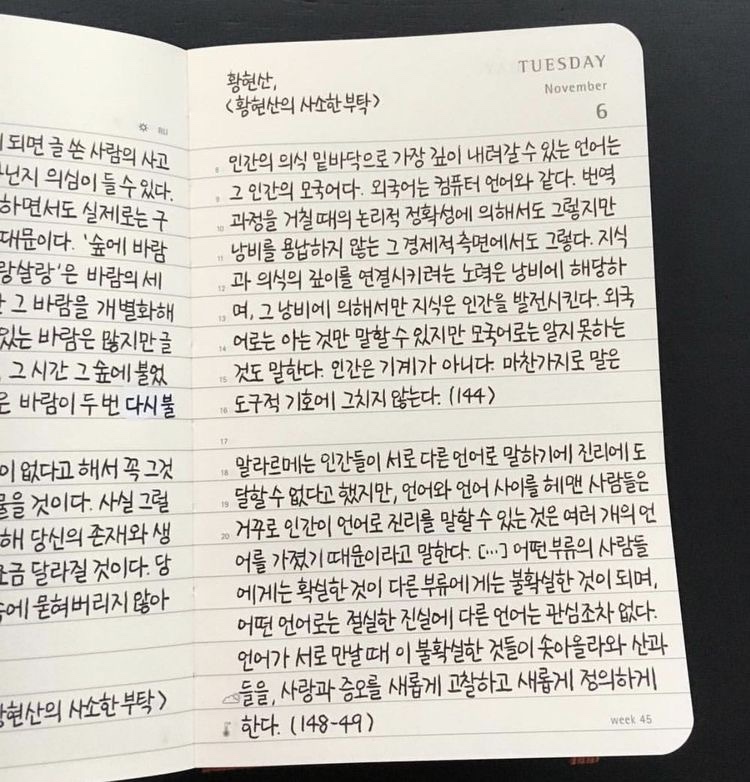 RU
되면 글 쓴 사람의 사고
넌지 의심이 들 수 있다.
하면서도 실제로는 구
때문이다. '숲에 바람
랑살랑'은 바람의 세
그 바람을 개별화해
있는 바람은 많지만 글
그 시간 그 숲에 불었
은 바람이 두 번 다시 불
이 없다고 해서 꼭 그것
물을 것이다. 사실 그럴
해 당신의 존재와 생
조금 달라질 것이다. 당
속에 묻혀버리지 않아
황현산의 사소한 부탁>
황현산,
<황현산의 사소한 부탁>
TUESDAY
November
6
8 인간의 의식 밑바닥으로 가장 깊이 내려갈 수 있는 언어는
9 그 인간의 모국어다. 외국어는 컴퓨터 언어와 같다. 번역
10 과정을 거칠 때의 논리적 정확성에 의해서도 그렇지만
11 낭비를 용납하지 않는 그 경제적 측면에서도 그렇다. 지식
12 과 의식의 깊이를 연결시키려는 노력은 낭비에 해당하
13 며, 그 낭비에 의해서만 지식은 인간을 발전시킨다. 외국
14 어로는 아는 것만 말할 수 있지만 모국어로는 알지 못하는
15 것도 말한다. 인간은 기계가 아니다. 마찬가지로 말은
16 도구적 기호에 그치지 않는다. (144)
17
18 말라르메는 인간들이 서로 다른 언어로 말하기에 진리에 도
19 달할 수 없다고 했지만, 언어와 언어 사이를 헤맨 사람들은
20 거꾸로 인간이 언어로 진리를 말할 수 있는 것은 여러 개의 언
어를 가졌기 때문이라고 말한다. […] 어떤 부류의 사람들
에게는 확실한 것이 다른 부류에게는 불확실한 것이 되며,
어떤 언어로는 절실한 진실에 다른 언어는 관심조차 없다.
언어가 서로 만날 때 이 불확실한 것들이 솟아올라와 산과
들을, 사랑과 증오를 새롭게 고찰하고 새롭게 정의하게
한다. (148-49)
week 45